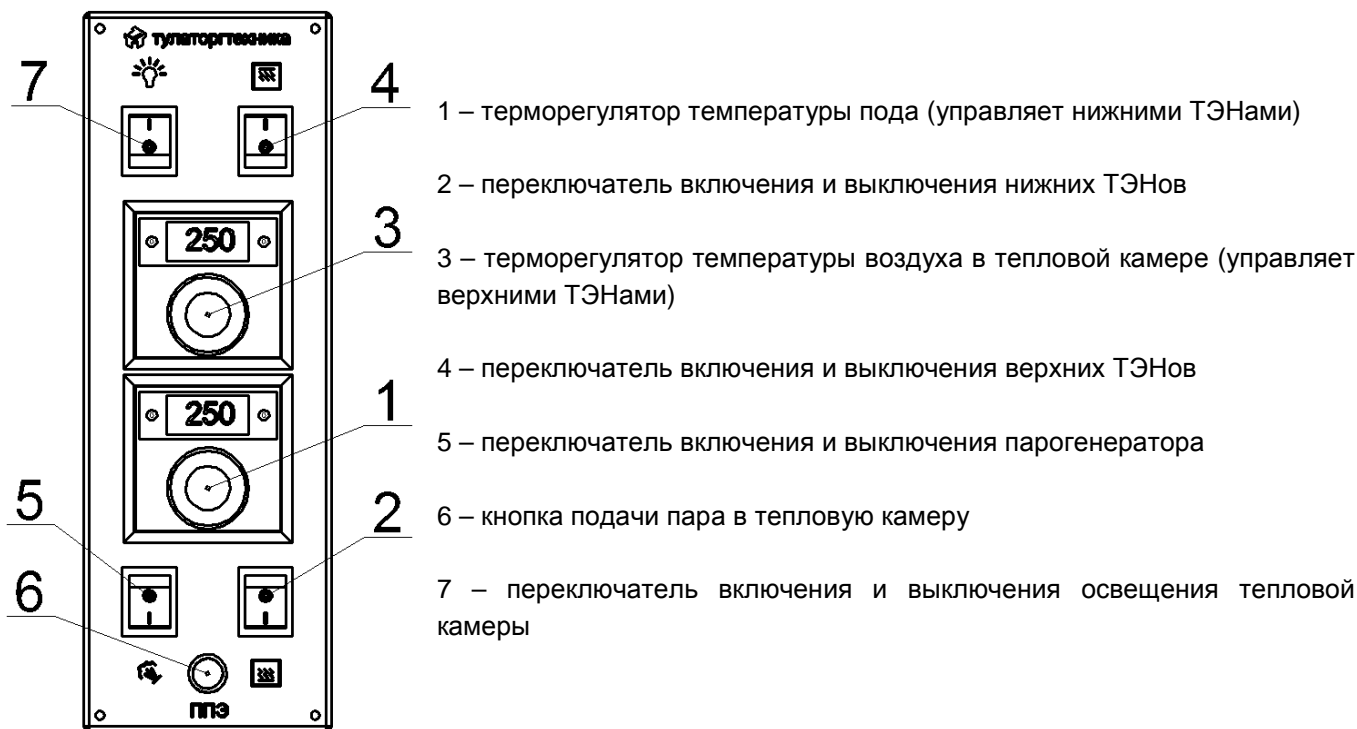 тулаторгтехника
7
4
250
3
250
1
5
2
6
ППЭ
1 – терморегулятор температуры пода (управляет нижними ТЭНами)
2 – переключатель включения и выключения нижних ТЭНов
3 – терморегулятор температуры воздуха в тепловой камере (управляет
верхними ТЭНами)
4 – переключатель включения и выключения верхних ТЭНов
5 – переключатель включения и выключения парогенератора
6 – кнопка подачи пара в тепловую камеру
7 – переключатель включения и выключения освещения тепловой
камеры